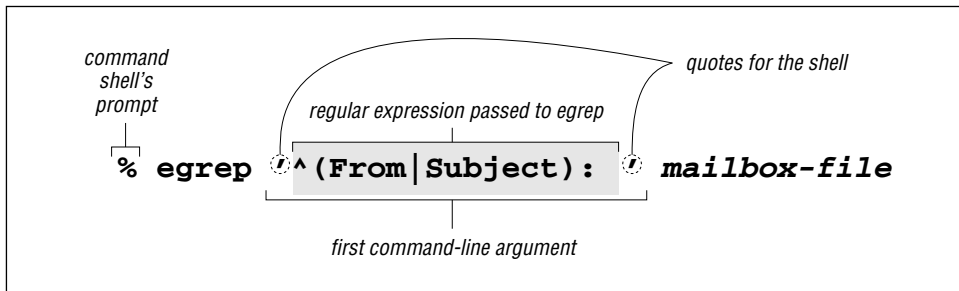 command
shell's
prompt
quotes for the shell
regular expression passed to egrep
% egrep '^(From|Subject): ' mailbox-file
first command-line argument